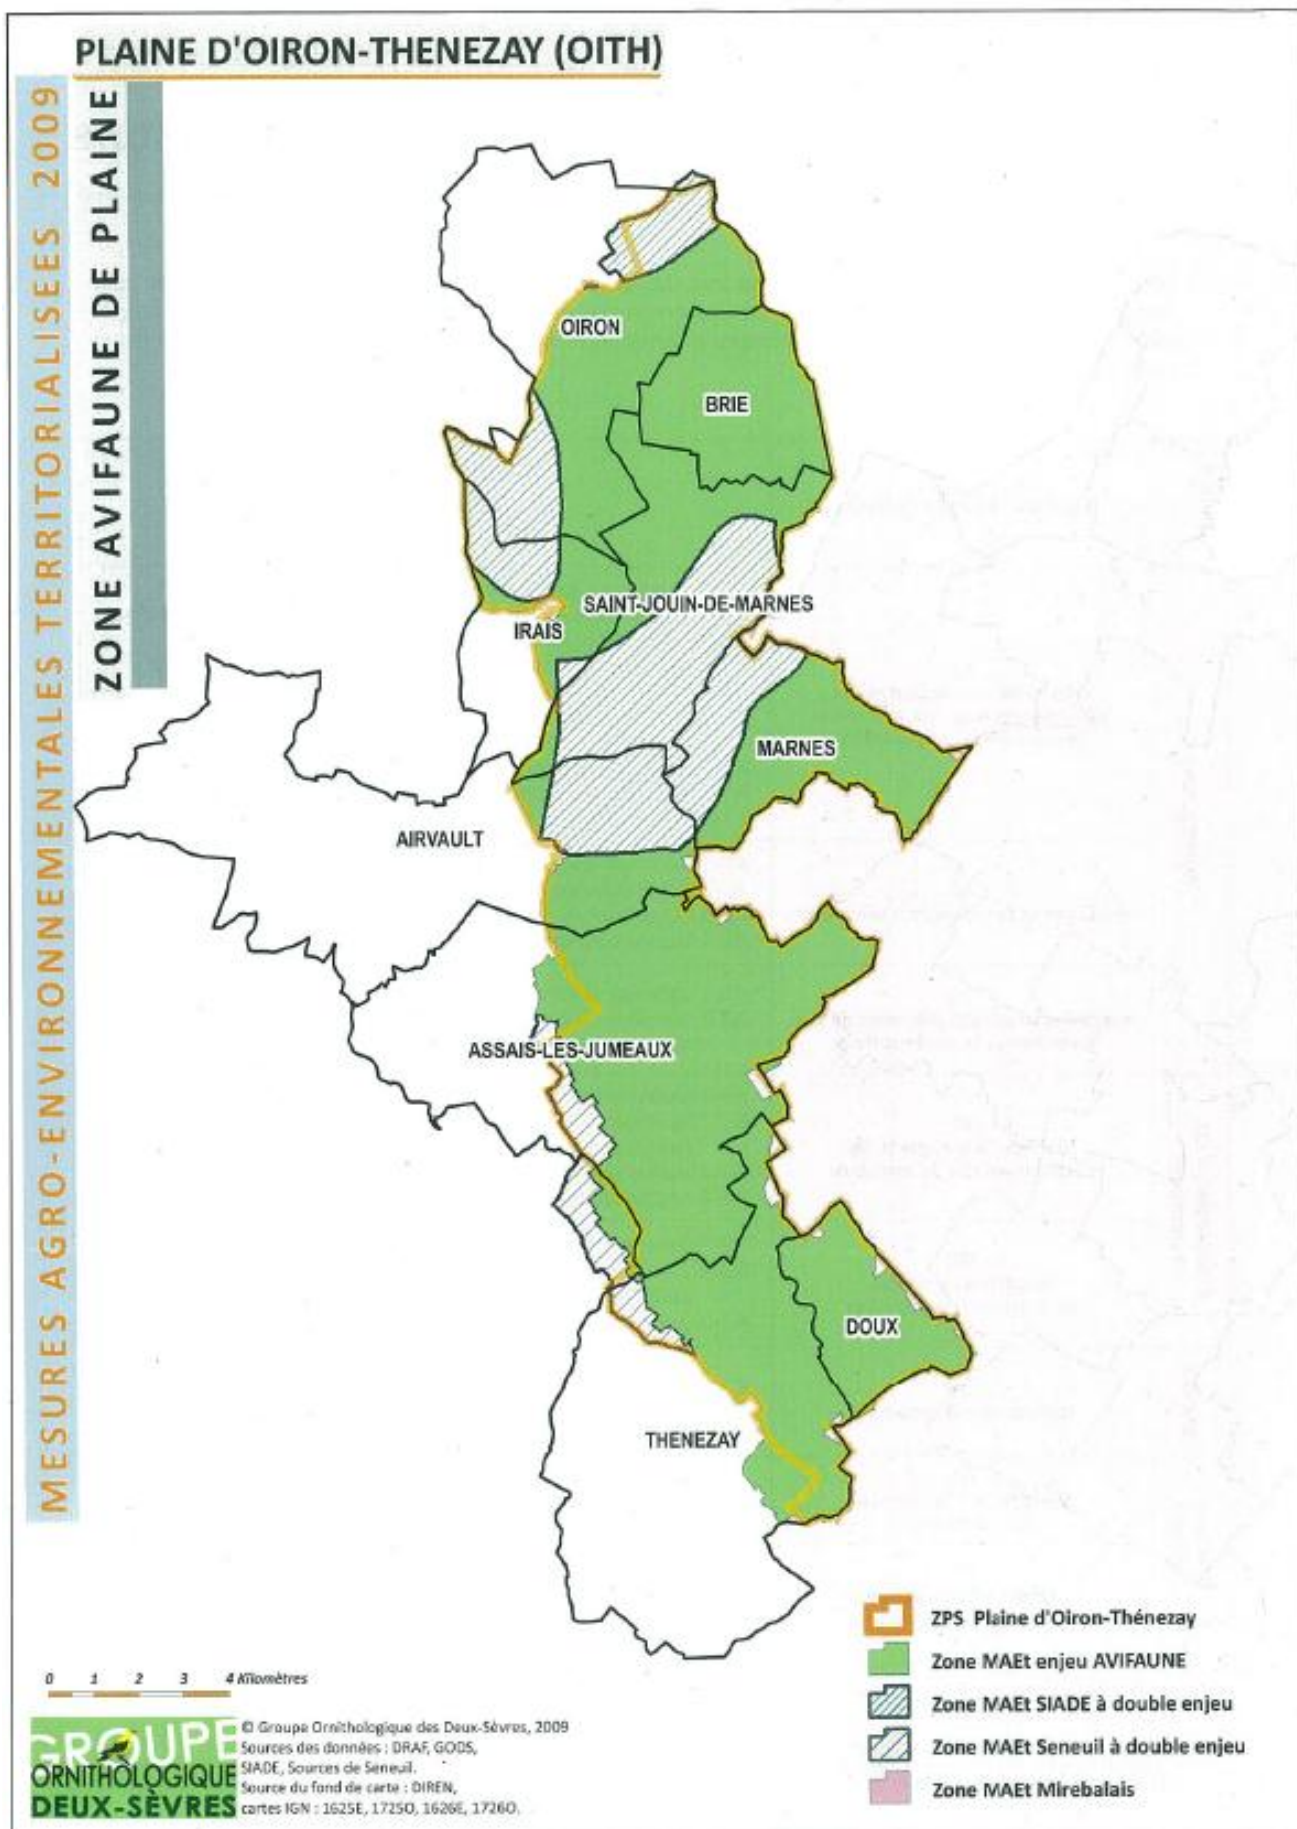 PLAINE D'OIRON-THENEZAY (OITH)
MESURES AGRO-ENVIRONNEMENTALES TERRITORIALISEES 2009
ZONE AVIFAUNE DE PLAINE
OIRON
BRIE
SAINT-JOUIN-DE-MARNES
IRAIS
MARNES
AIRVAULT
ASSAIS-LES-JUMEAUX
DOUX
THENEZAY
ZPS Plaine d'Oiron-Thénezay
Zone MAEt enjeu AVIFAUNE
Zone MAEt SIADE à double enjeu
Zone MAEt Seneuil à double enjeu
Zone MAEt Mirebalais
0 1 2 3 4 Kilomètres
GROUPE
ORNITHOLOGIQUE
DEUX-SÈVRES
© Groupe Ornithologique des Deux-Sèvres, 2009
Sources des données : DRAF, GODS,
SIADE, Sources de Seneuil.
Source du fond de carte : DIREN,
cartes IGN : 1625E, 1725O, 1626E, 1726O.